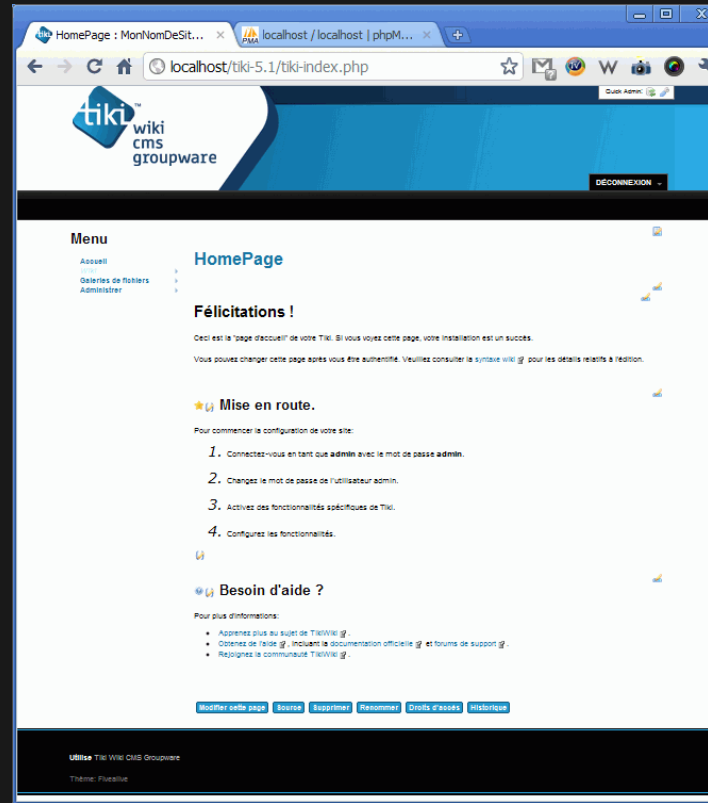 HomePage : MonNomDeSit...
localhost / localhost | phpM...
localhost/tiki-5.1/tiki-index.php
Quick Admin:
tiki
wiki
cms
groupware
DÉCONNEXION
Menu
Accueil
Wiki
Galeries de fichiers
Administrer
HomePage
Félicitations !
Ceci est la "page d'accueil" de votre Tiki. Si vous voyez cette page, votre installation est un succès.
Vous pouvez changer cette page après vous être authentifié. Veuillez consulter la syntaxe wiki pour les détails relatifs à l'édition.
Mise en route.
Pour commencer la configuration de votre site:
1. Connectez-vous en tant que admin avec le mot de passe admin.
2. Changez le mot de passe de l'utilisateur admin.
3. Activez des fonctionnalités spécifiques de Tiki.
4. Configurez les fonctionnalités.
Besoin d'aide ?
Pour plus d'informations:
Apprenez plus au sujet de TikiWiki .
Obtenez de l'aide , incluant la documentation officielle et forums de support .
Rejoignez la communauté TikiWiki .
Modifier cette page Source Supprimer Renommer Droits d'accès Historique
Utilise Tiki Wiki CMS Groupware
Thème: Fivealive